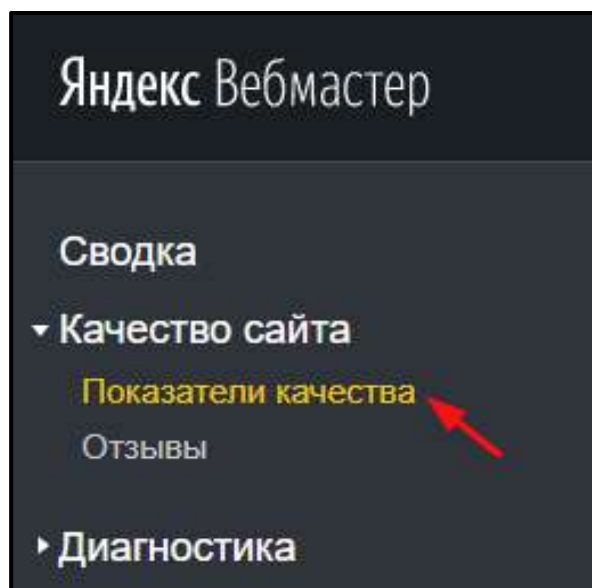 Яндекс Вебмастер
Сводка
Качество сайта
Показатели качества
Отзывы
Диагностика